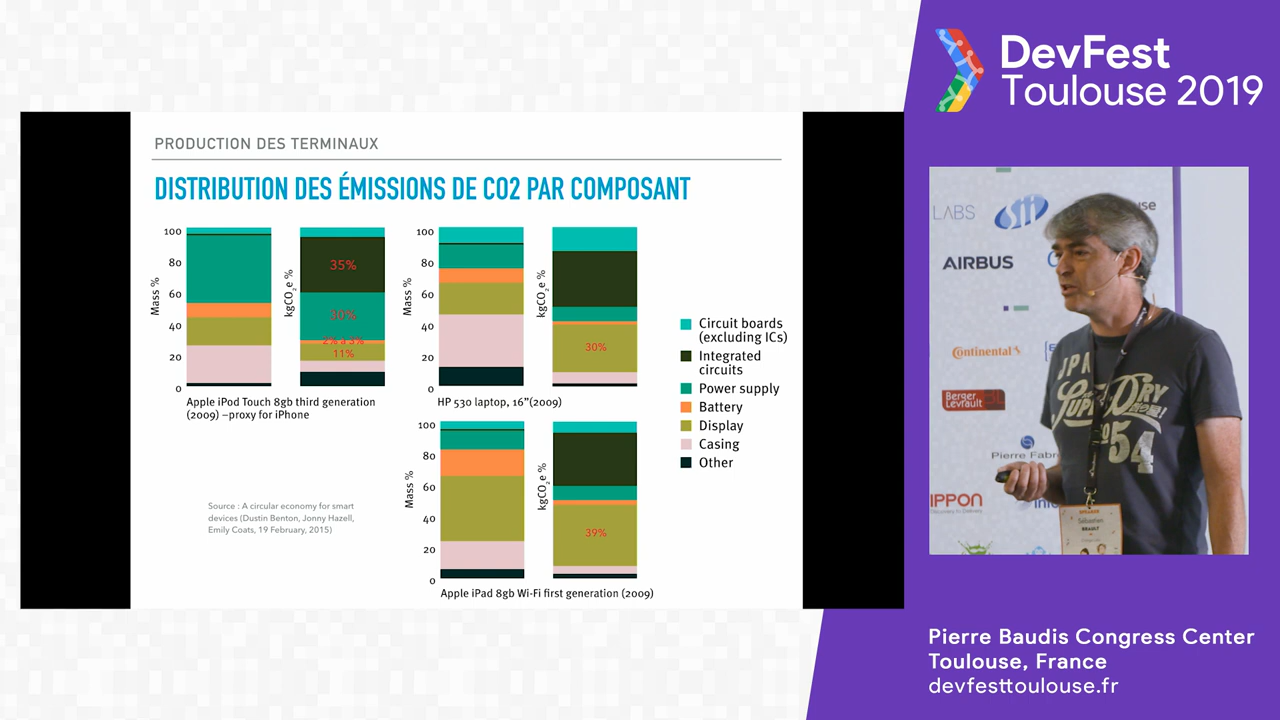 DevFest
Toulouse 2019
PRODUCTION DES TERMINAUX
DISTRIBUTION DES ÉMISSIONS DE CO2 PAR COMPOSANT
100
80
60
40
20
0
Mass %
kgCO2e %
35%
30%
2% à 3%
11%
Apple iPod Touch 8gb third generation
(2009) –proxy for iPhone
100
80
60
40
20
0
Mass %
kgCO2e %
30%
HP 530 laptop, 16”(2009)
100
80
60
40
20
0
Mass %
kgCO2e %
39%
Apple iPad 8gb Wi-Fi first generation (2009)
Circuit boards
(excluding ICs)
Integrated
circuits
Power supply
Battery
Display
Casing
Other
Source : A circular economy for smart
devices (Dustin Benton, Jonny Hazell,
Emily Coats, 19 February, 2015)
LABS
AIRBUS
Continental
Berger
Levrault
Pierre Fabre
IPPON
SPEAKER
Sébastien
BRAULT
JPA
SUPERDRY
54
Pierre Baudis Congress Center
Toulouse, France
devfesttoulouse.fr